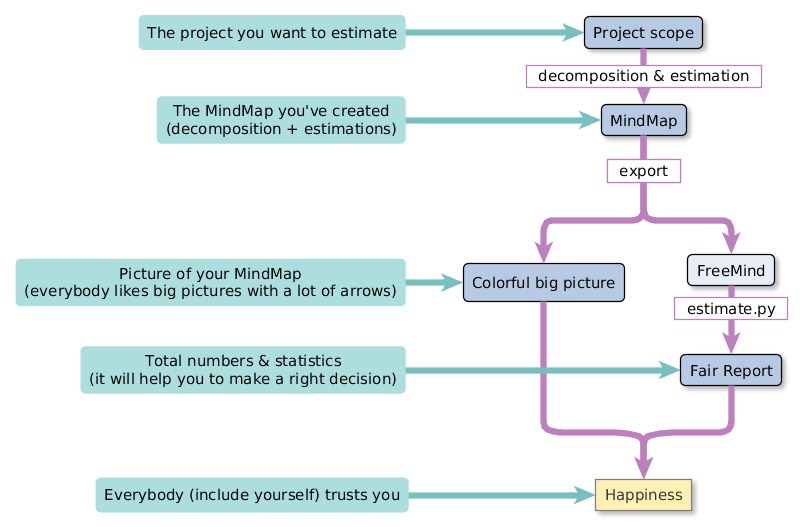 The project you want to estimate
Project scope
decomposition & estimation
The MindMap you've created
(decomposition + estimations)
MindMap
export
Picture of your MindMap
(everybody likes big pictures with a lot of arrows)
Colorful big picture
FreeMind
estimate.py
Total numbers & statistics
(it will help you to make a right decision)
Fair Report
Everybody (include yourself) trusts you
Happiness